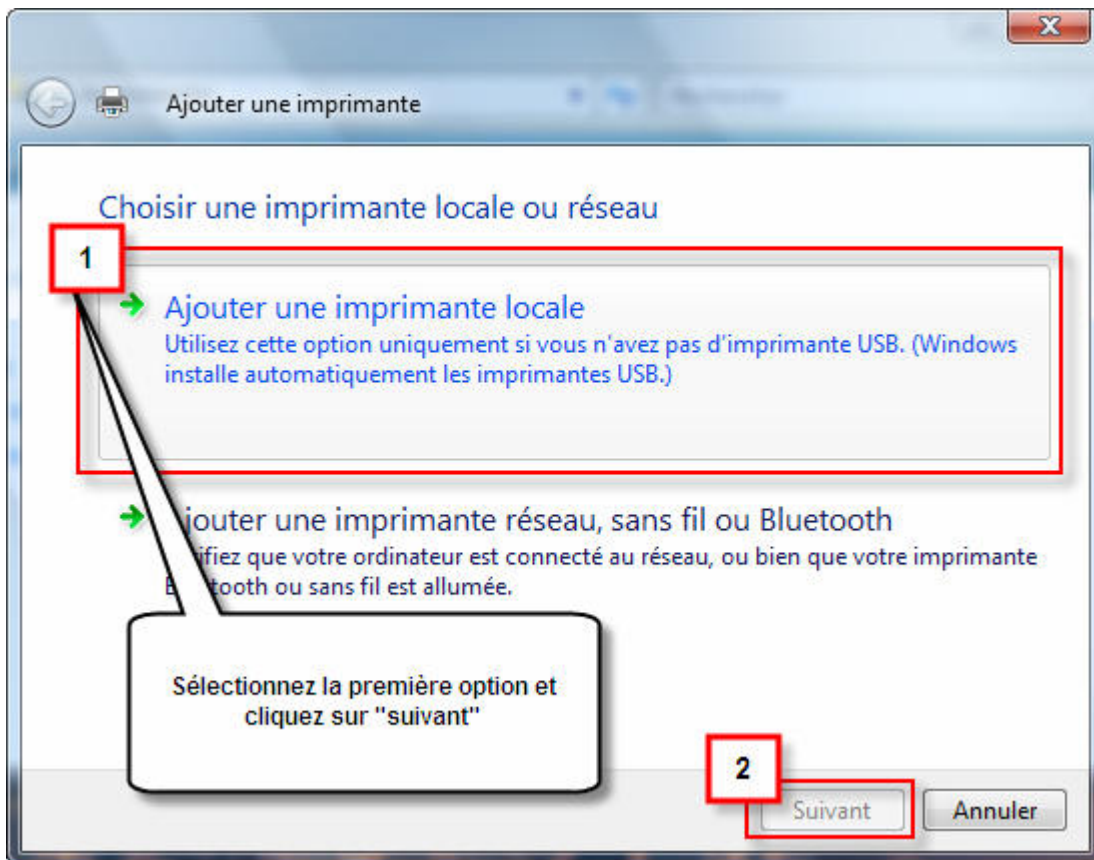 Ajouter une imprimante
Choisir une imprimante locale ou réseau
1
Ajouter une imprimante locale
Utilisez cette option uniquement si vous n'avez pas d'imprimante USB. (Windows
installe automatiquement les imprimantes USB.)
jouter une imprimante réseau, sans fil ou Bluetooth
ifiez que votre ordinateur est connecté au réseau, ou bien que votre imprimante
tooth ou sans fil est allumée.
Sélectionnez la première option et
cliquez sur "suivant"
2
Suivant
Annuler